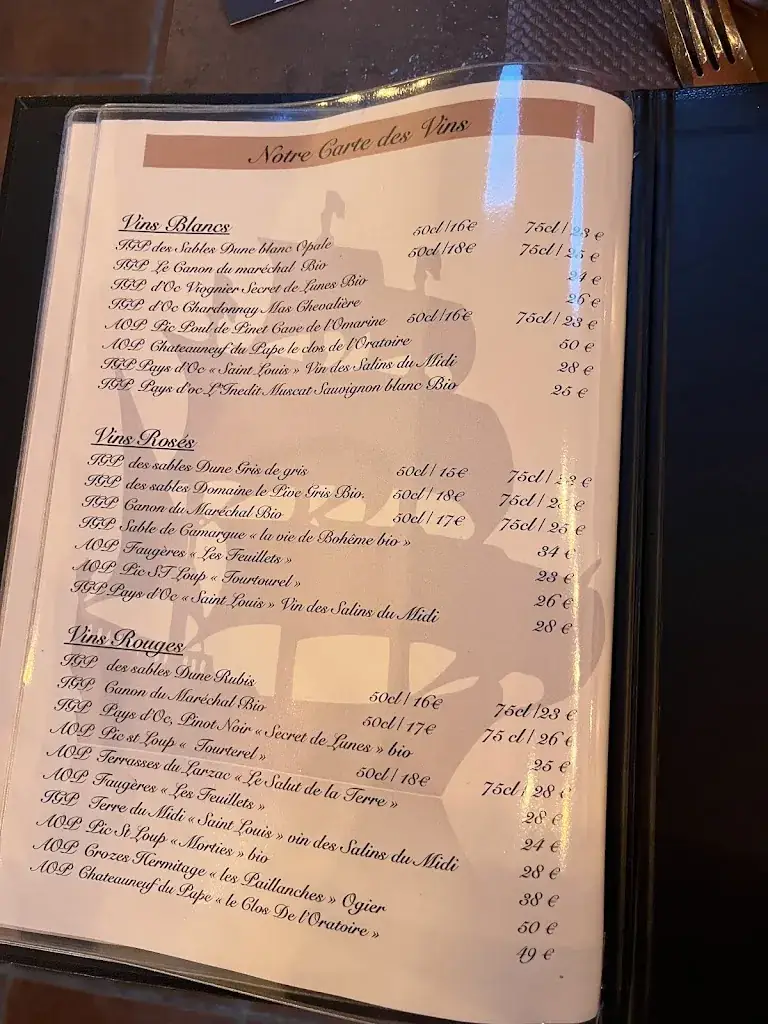 Notre Carte des Vins
Vins Blancs
IGP des Sables Dune blanc Opale 50cl/16€ 75cl/23 €
IGP Le Canon du maréchal Bio 50cl/18€ 75cl/25 €
IGP d'Oc Viognier Secret de Lunes Bio 24 €
IGP d'Oc Chardonnay Mas Chevalière 26 €
AOP Pic Poul de Pinet Cave de l'Omarine 50cl/16€ 75cl/23 €
AOP Chateauneuf du Pape le clos de l'Oratoire 50 €
IGP Pays d'Oc « Saint Louis » Vin des Salins du Midi 28 €
IGP Pays d'oc L'Inedit Muscat Sauvignon blanc Bio 25 €
Vins Rosés
IGP des sables Dune Gris de gris 50cl/ 15€ 75cl/ €
IGP des sables Domaine le Pive Gris Bio. 50cl/ 18€ 75cl/ €
IGP Canon du Maréchal Bio 50cl/ 17€ 75cl/ 25 €
IGP Sable de Camargue « la vie de Bohême bio » 34 €
AOP Faugères « Les Feuillets » 23 €
AOP Pic ST Loup « Tourtourel » 26 €
IGP Pays d'Oc « Saint Louis » Vin des Salins du Midi 28 €
Vins Rouges
IGP des sables Dune Rubis 50cl/ 16€ 75cl/23 €
IGP Canon du Maréchal Bio 50cl/ 17€ 75 cl/ 26 €
IGP Pays d'Oc, Pinot Noir « Secret de Lunes » bio 25 €
AOP Pic st Loup « Tourterel » 50cl/ 18€ 75cl/ 28 €
AOP Terrasses du Larzac « Le Salut de la Terre » 28 €
AOP Faugères « Les Feuillets » 24 €
IGP Terre du Midi « Saint Louis » vin des Salins du Midi 28 €
AOP Pic St Loup « Morties » bio 38 €
AOP Crozes Hermitage « les Paillanches » Ogier 50 €
AOP Chateauneuf du Pape « le Clos De l'Oratoire » 49 €